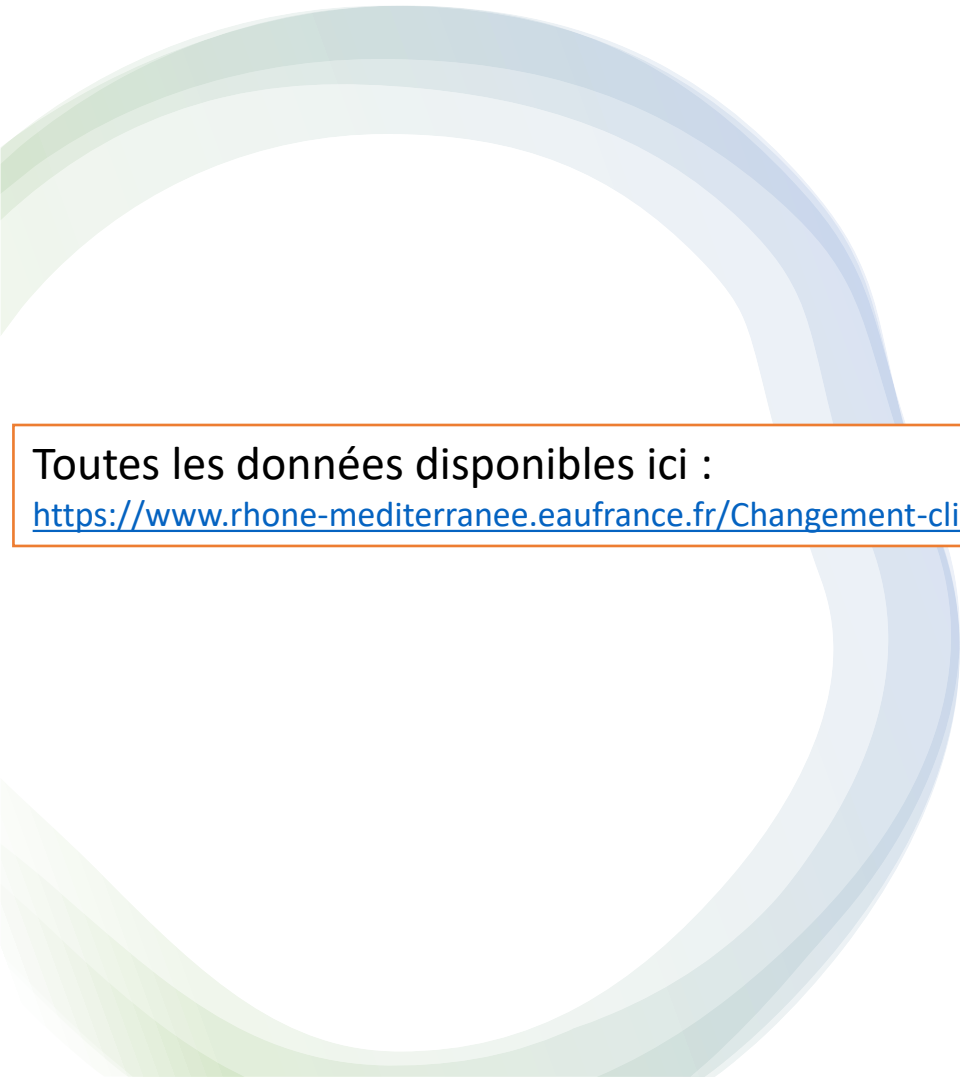 Toutes les données disponibles ici :
https://www.rhone-mediterranee.eaufrance.fr/Changement-cli